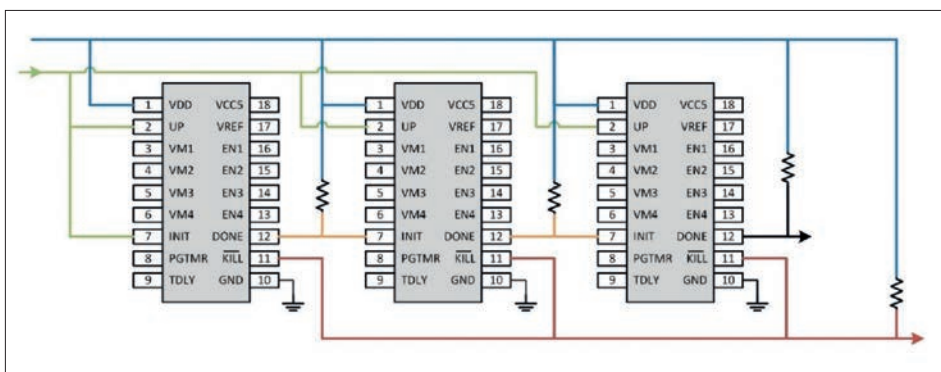 1 VDD VCC5 18
2 UP VREF 17
3 VM1 EN1 16
4 VM2 EN2 15
5 VM3 EN3 14
6 VM4 EN4 13
7 INIT DONE 12
8 PGTMR KILL 11
9 TDLY GND 10
1 VDD VCC5 18
2 UP VREF 17
3 VM1 EN1 16
4 VM2 EN2 15
5 VM3 EN3 14
6 VM4 EN4 13
7 INIT DONE 12
8 PGTMR KILL 11
9 TDLY GND 10
1 VDD VCC5 18
2 UP VREF 17
3 VM1 EN1 16
4 VM2 EN2 15
5 VM3 EN3 14
6 VM4 EN4 13
7 INIT DONE 12
8 PGTMR KILL 11
9 TDLY GND 10